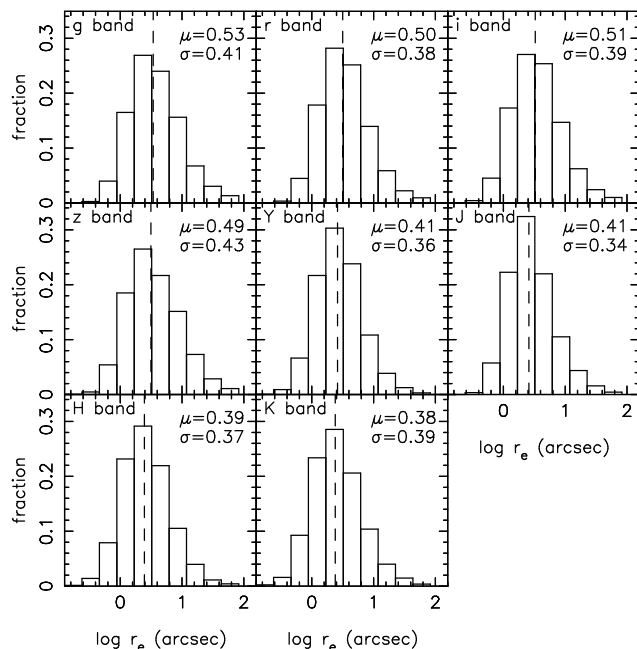 g band
μ=0.53
σ=0.41
r band
μ=0.50
σ=0.38
i band
μ=0.51
σ=0.39
fraction
0.3
0.2
0.1
0
z band
μ=0.49
σ=0.43
Y band
μ=0.41
σ=0.36
J band
μ=0.41
σ=0.34
fraction
0.3
0.2
0.1
0
0 1 2
log r_e (arcsec)
H band
μ=0.39
σ=0.37
K band
μ=0.38
σ=0.39
fraction
0.3
0.2
0.1
0
0 1 2
0 1 2
log r_e (arcsec)
log r_e (arcsec)